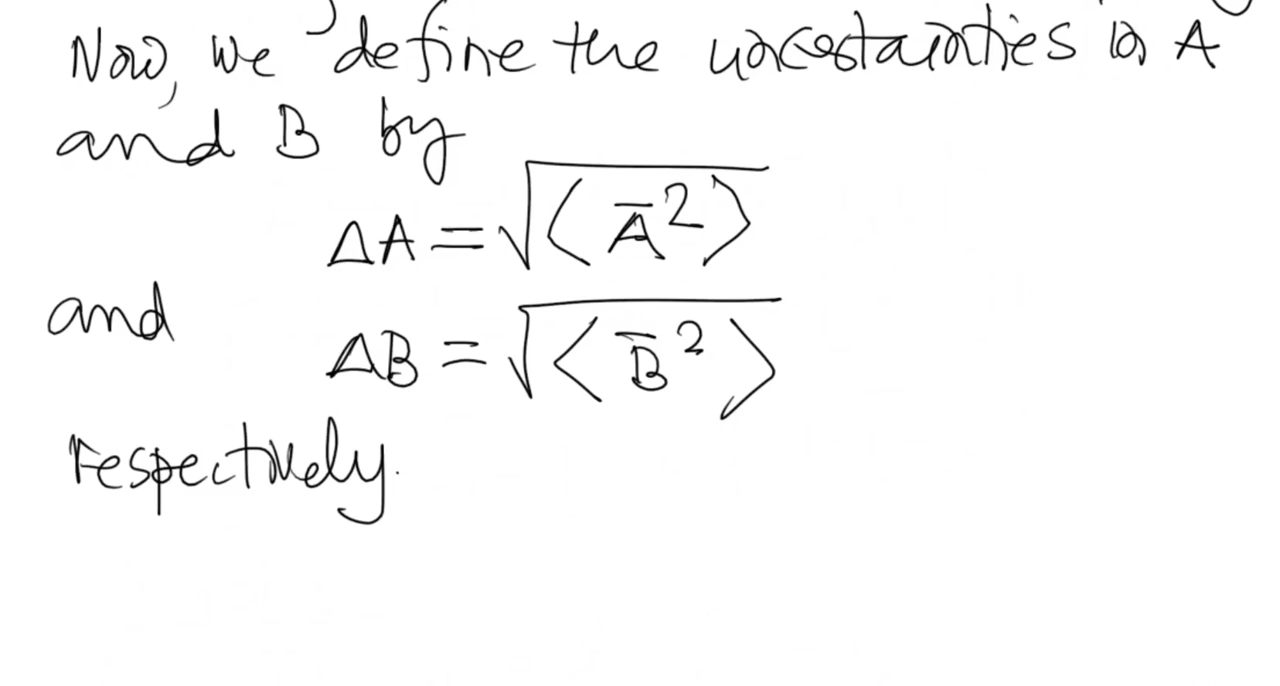 Now, we define the uncertainties in A
and B by
ΔA = √⟨Ā²⟩
and
ΔB = √⟨B̄²⟩
respectively.